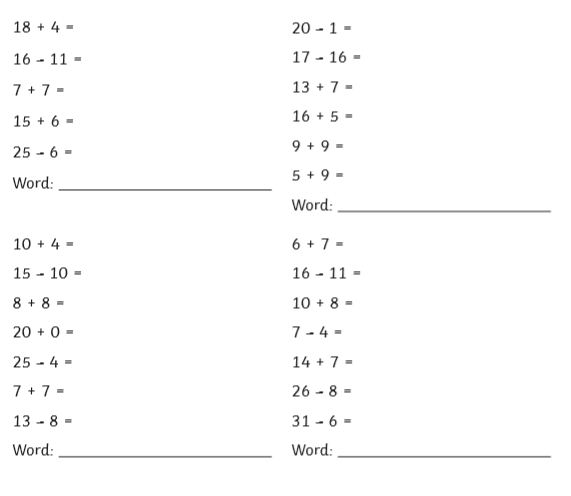 18 + 4 =
16 - 11 =
7 + 7 =
15 + 6 =
25 - 6 =
Word:
20 - 1 =
17 - 16 =
13 + 7 =
16 + 5 =
9 + 9 =
5 + 9 =
Word:
10 + 4 =
15 - 10 =
8 + 8 =
20 + 0 =
25 - 4 =
7 + 7 =
13 - 8 =
Word:
6 + 7 =
16 - 11 =
10 + 8 =
7 - 4 =
14 + 7 =
26 - 8 =
31 - 6 =
Word: